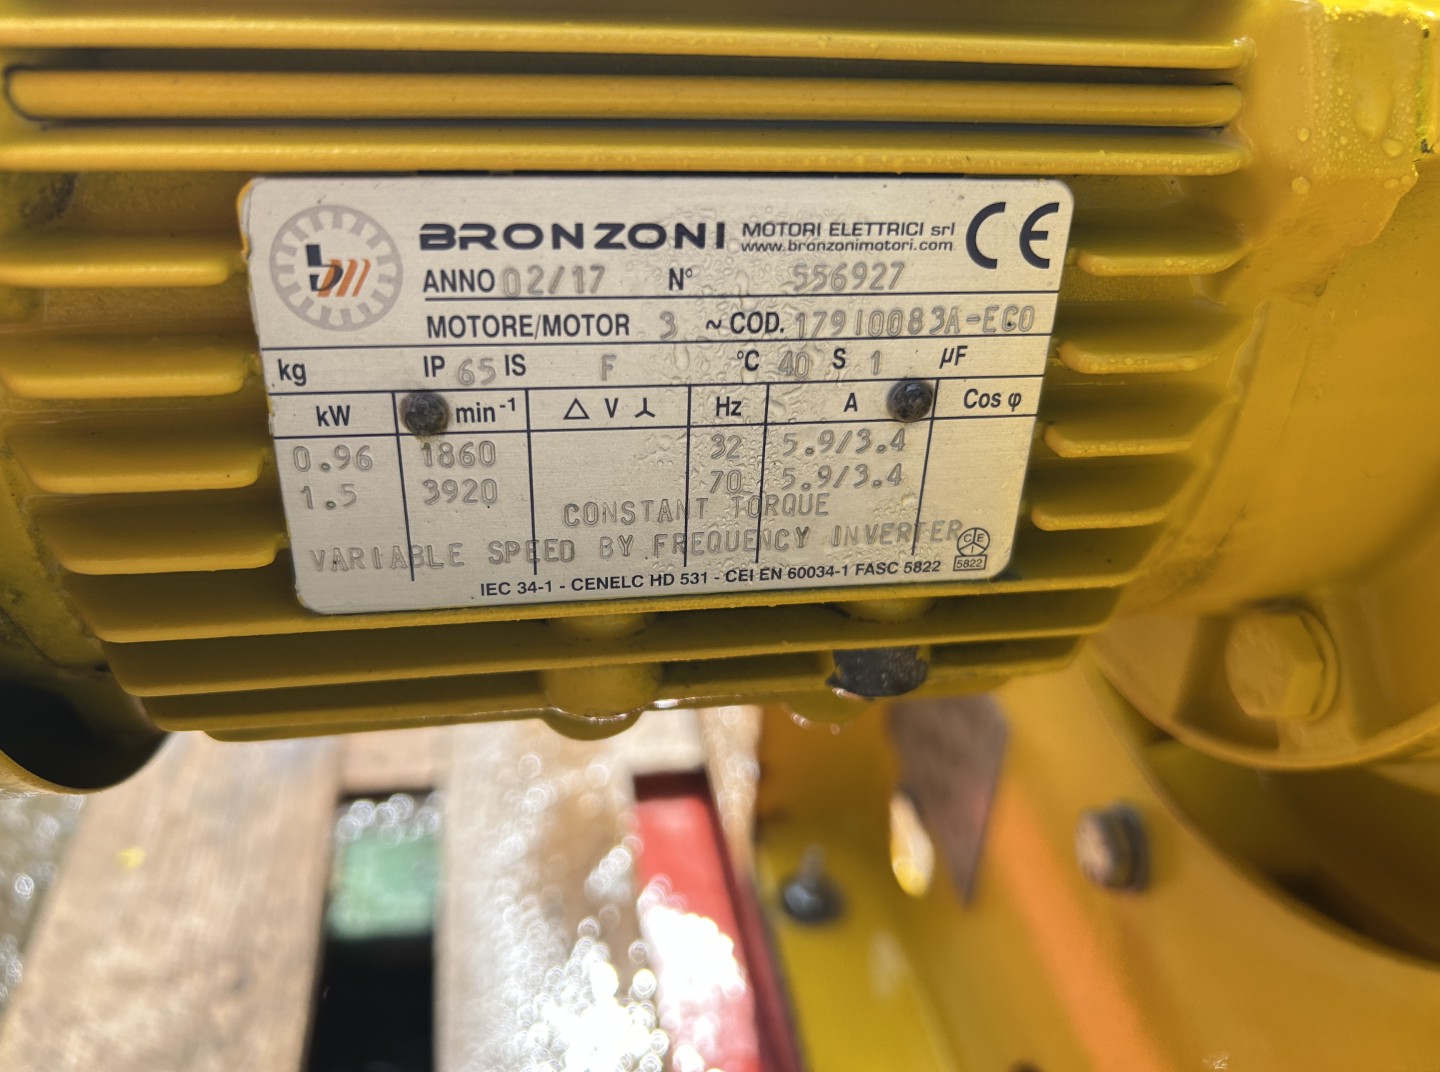 bm BRONZONI MOTORI ELETTRICI srl
www.bronzonimotori.com CE
ANNO 02/17 N° 556927
MOTORE/MOTOR 3 ~ COD. 17910083A-ECO
kg IP 65 IS F °C 40 S 1 µF
kW min-1 △ V ⅄ Hz A Cos φ
0.96 1860 32 5.9/3.4
1.5 3920 70 5.9/3.4
CONSTANT TORQUE
VARIABLE SPEED BY FREQUENCY INVERTER
IEC 34-1 - CENELC HD 531 - CEI EN 60034-1 FASC 5822
CEI
5822